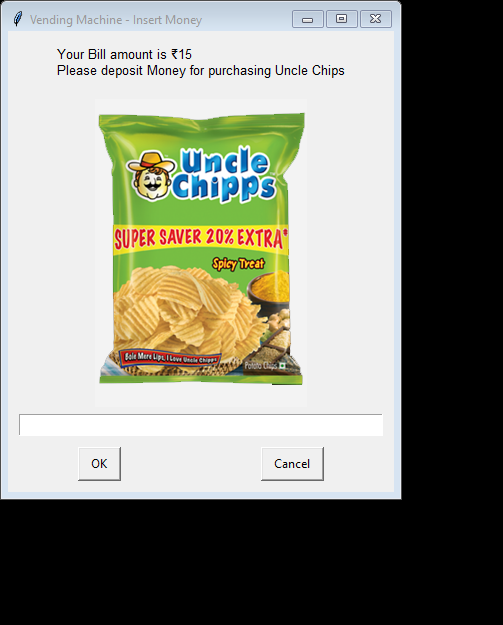 Vending Machine - Insert Money
Your Bill amount is ₹15
Please deposit Money for purchasing Uncle Chips
Uncle
Chipps
SUPER SAVER 20% EXTRA*
Spicy Treat
Bole Mere Lips, I Love Uncle Chipps
Potato Chips
OK
Cancel